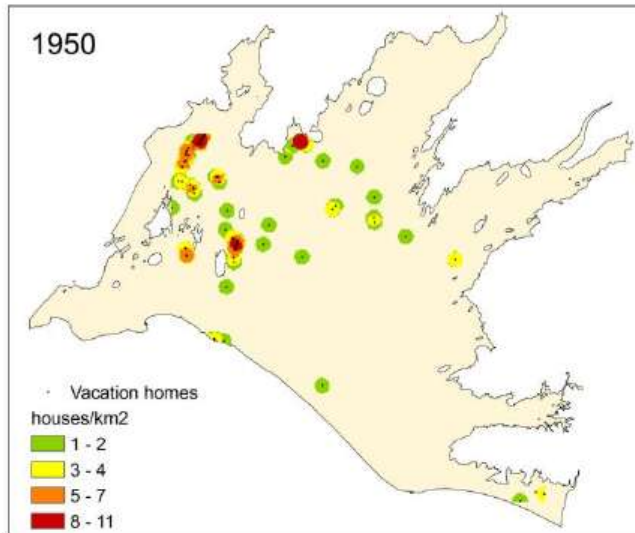 1950
Vacation homes
houses/km2
1 - 2
3 - 4
5 - 7
8 - 11